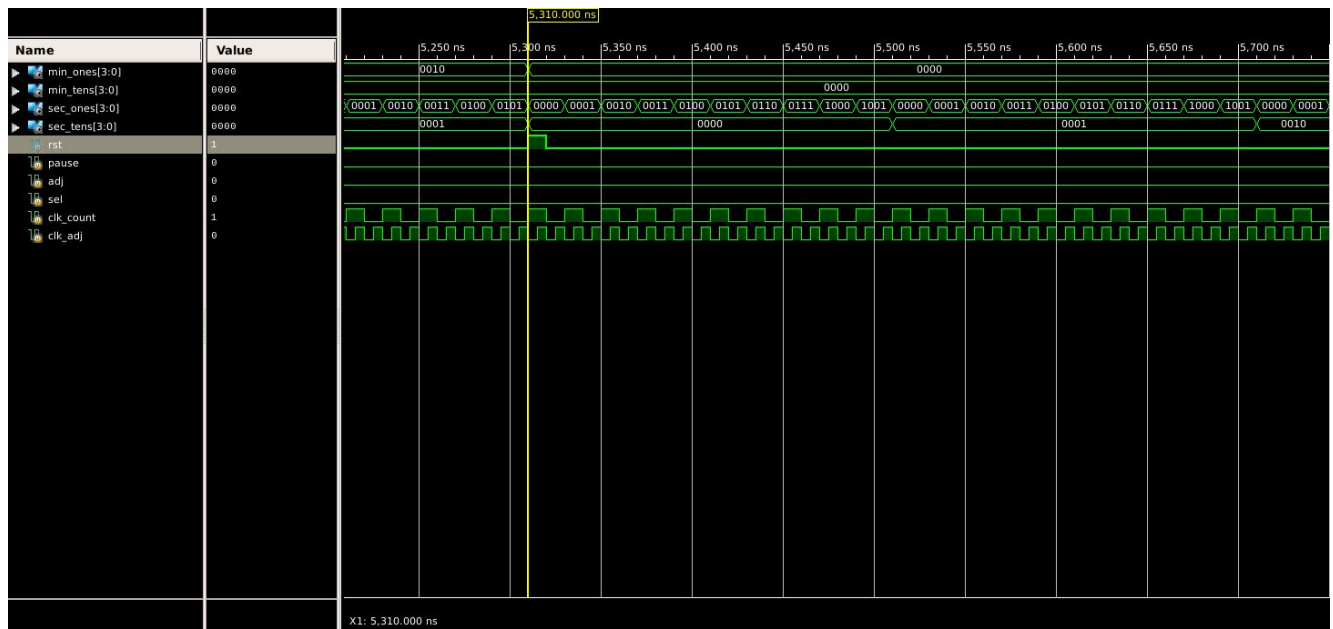 5,310.000 ns
Name Value
5,250 ns 5,300 ns 5,350 ns 5,400 ns 5,450 ns 5,500 ns 5,550 ns 5,600 ns 5,650 ns 5,700 ns
min_ones[3:0] 0000 0010 0000
min_tens[3:0] 0000 0000
sec_ones[3:0] 0000 0001 0010 0011 0100 0101 0000 0001 0010 0011 0100 0101 0110 0111 1000 1001 0000 0001 0010 0011 0100 0101 0110 0111 1000 1001 0000 0001
sec_tens[3:0] 0000 0001 0000 0001 0010
rst 1
pause 0
adj 0
sel 0
clk_count 1
clk_adj 0
X1: 5,310.000 ns